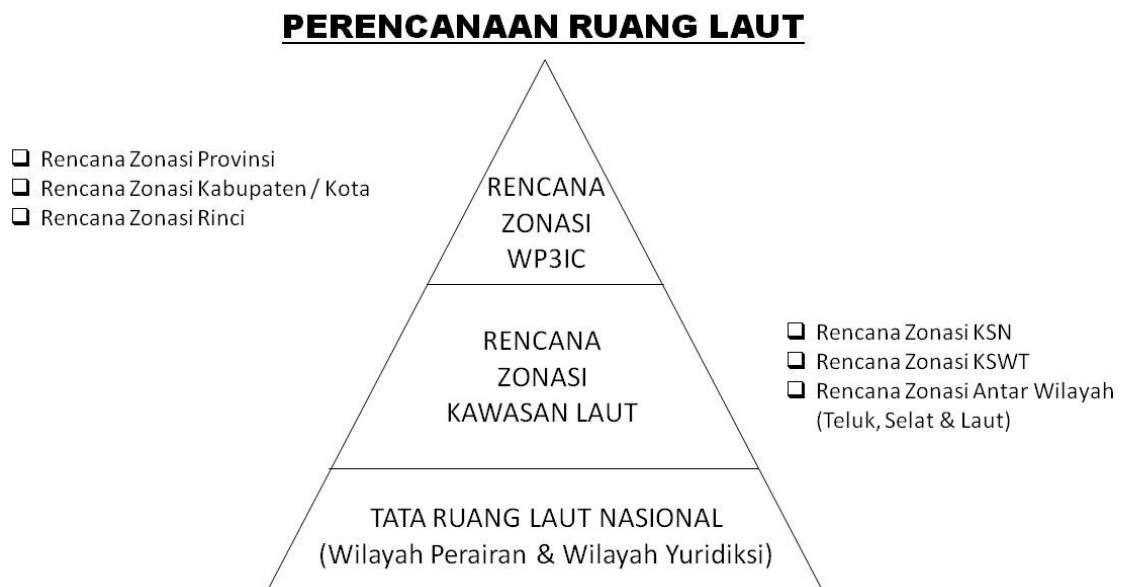 PERENCANAAN RUANG LAUT
❑ Rencana Zonasi Provinsi
❑ Rencana Zonasi Kabupaten / Kota
❑ Rencana Zonasi Rinci
RENCANA
ZONASI
WP3IC
RENCANA
ZONASI
KAWASAN LAUT
❑ Rencana Zonasi KSN
❑ Rencana Zonasi KSWT
❑ Rencana Zonasi Antar Wilayah
(Teluk, Selat & Laut)
TATA RUANG LAUT NASIONAL
(Wilayah Perairan & Wilayah Yuridiksi)